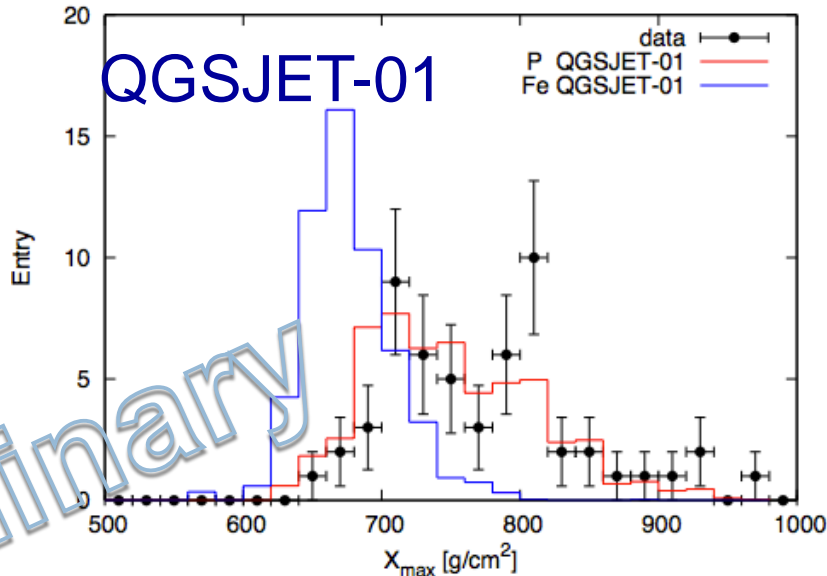 20
QGSJET-01
data
P QGSJET-01
Fe QGSJET-01
15
Entry
10
5
0
inary
500 600 700 800 900 1000
Xmax [g/cm²]